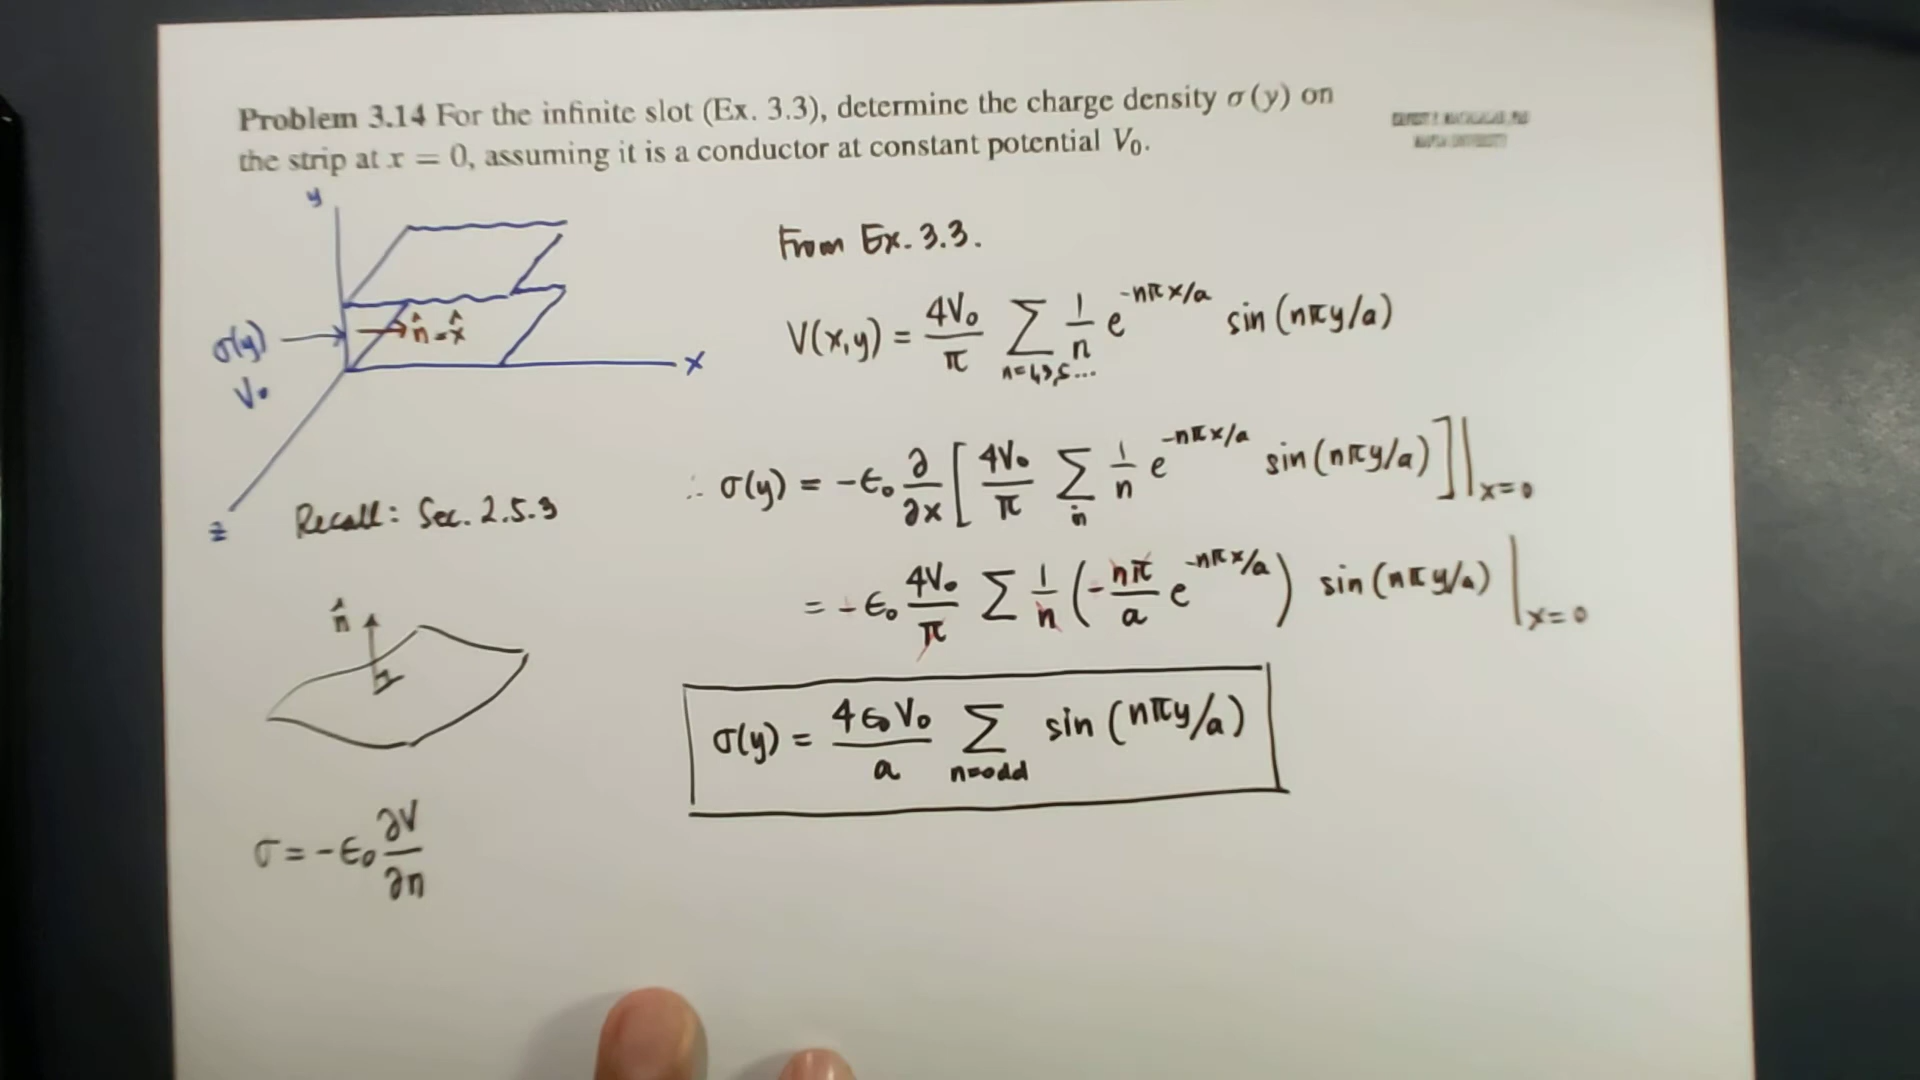 Problem 3.14 For the infinite slot (Ex. 3.3), determine the charge density σ(y) on
the strip at x = 0, assuming it is a conductor at constant potential V₀.
y
σ(y)
V₀
n̂ = x̂
x
z
Recall: Sec. 2.5.3
n̂
σ = -ε₀ ∂V/∂n
From Ex. 3.3.
V(x,y) = 4V₀/π Σ n=1,3,5... 1/n e^(-nπx/a) sin(nπy/a)
∴ σ(y) = -ε₀ ∂/∂x [4V₀/π Σ n 1/n e^(-nπx/a) sin(nπy/a)]|x=0
= -ε₀ 4V₀/π Σ 1/n (-nπ/a e^(-nπx/a)) sin(nπy/a)|x=0
σ(y) = 4ε₀V₀/a Σ n=odd sin(nπy/a)